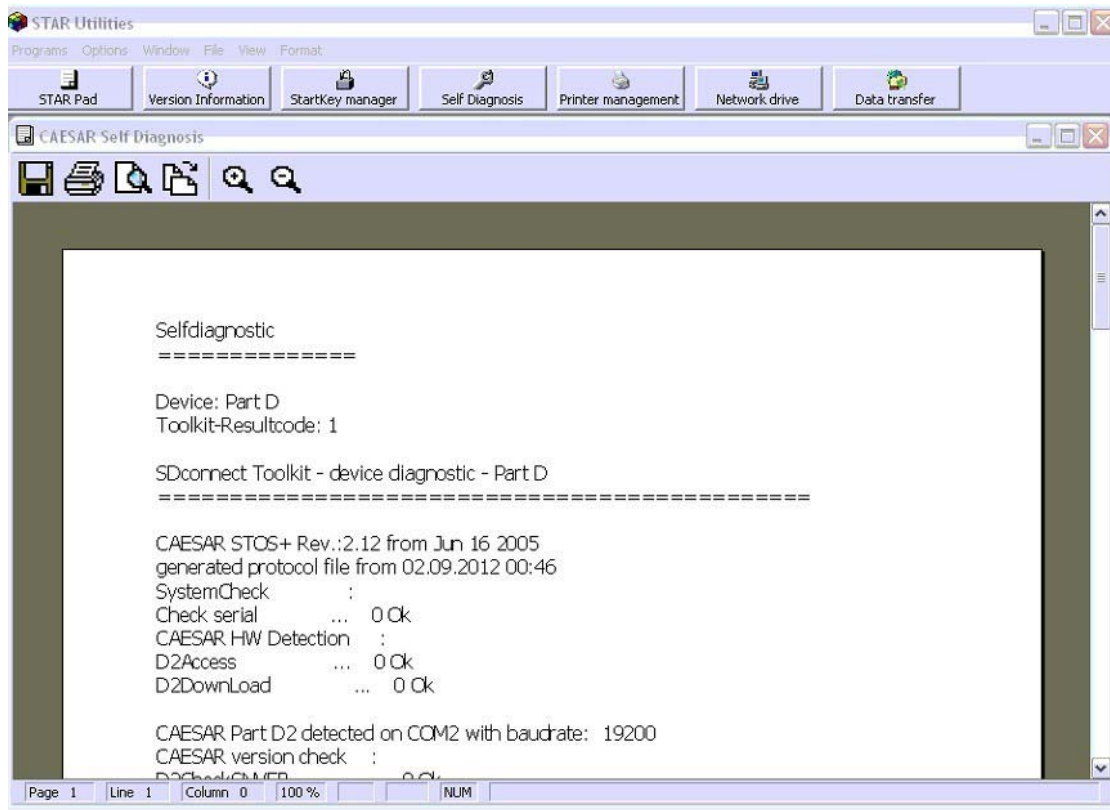 STAR Utilities
Programs Options Window File View Format
STAR Pad Version Information StartKey manager Self Diagnosis Printer management Network drive Data transfer
CAESAR Self Diagnosis
Selfdiagnostic
==============
Device: Part D
Toolkit-Resultcode: 1
SDconnect Toolkit - device diagnostic - Part D
==============================================
CAESAR STOS+ Rev.:2.12 from Jun 16 2005
generated protocol file from 02.09.2012 00:46
SystemCheck :
Check serial ... 0 Ok
CAESAR HW Detection :
D2Access ... 0 Ok
D2DownLoad ... 0 Ok
CAESAR Part D2 detected on COM2 with baudrate: 19200
CAESAR version check :
0 Ok
Page 1 Line 1 Column 0 100 % NUM